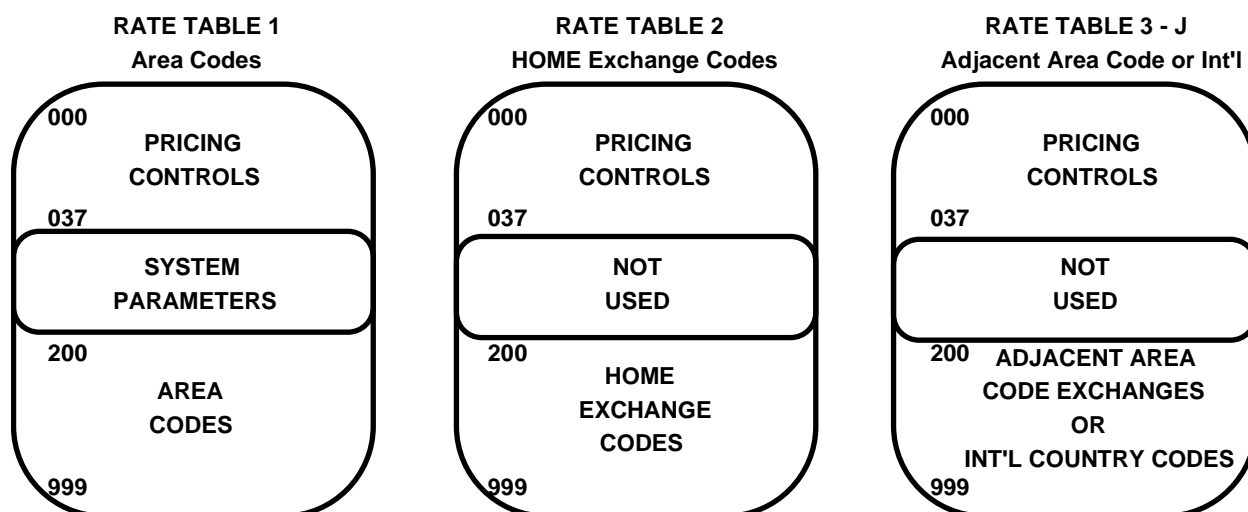 RATE TABLE 1
Area Codes
000
PRICING
CONTROLS
037
SYSTEM
PARAMETERS
200
AREA
CODES
999
RATE TABLE 2
HOME Exchange Codes
000
PRICING
CONTROLS
037
NOT
USED
200
HOME
EXCHANGE
CODES
999
RATE TABLE 3 - J
Adjacent Area Code or Int'l
000
PRICING
CONTROLS
037
NOT
USED
200
ADJACENT AREA
CODE EXCHANGES
OR
INT'L COUNTRY CODES
999